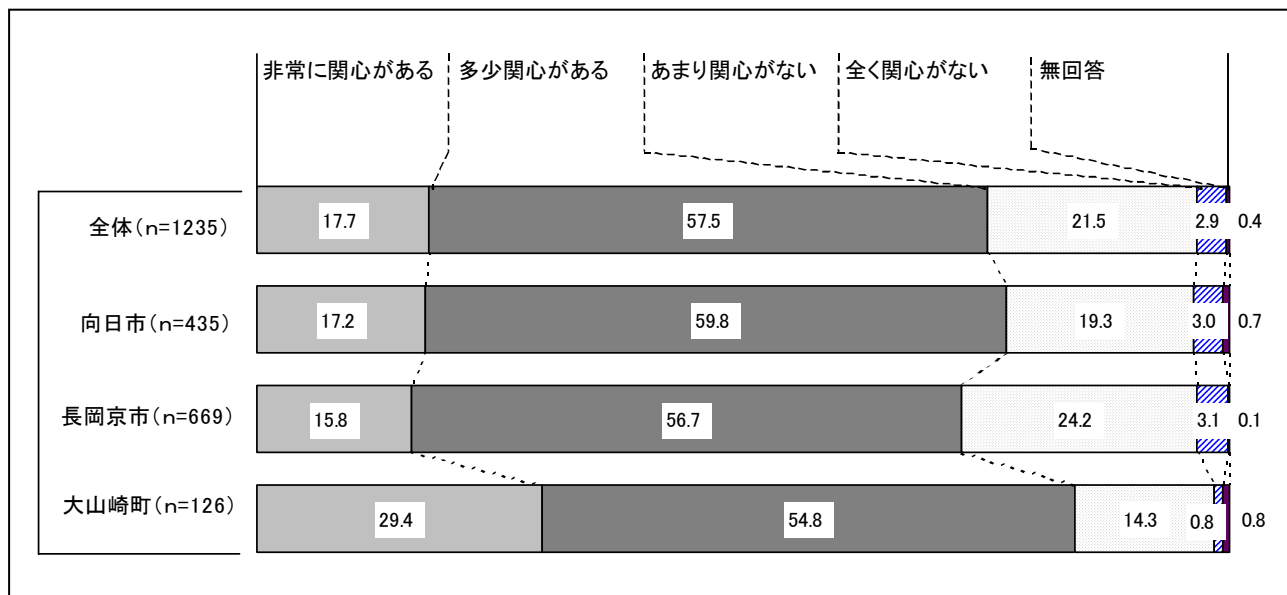 非常に関心がある 多少関心がある あまり関心がない 全く関心がない 無回答
全体(n=1235) 17.7 57.5 21.5 2.9 0.4
向日市(n=435) 17.2 59.8 19.3 3.0 0.7
長岡京市(n=669) 15.8 56.7 24.2 3.1 0.1
大山崎町(n=126) 29.4 54.8 14.3 0.8 0.8